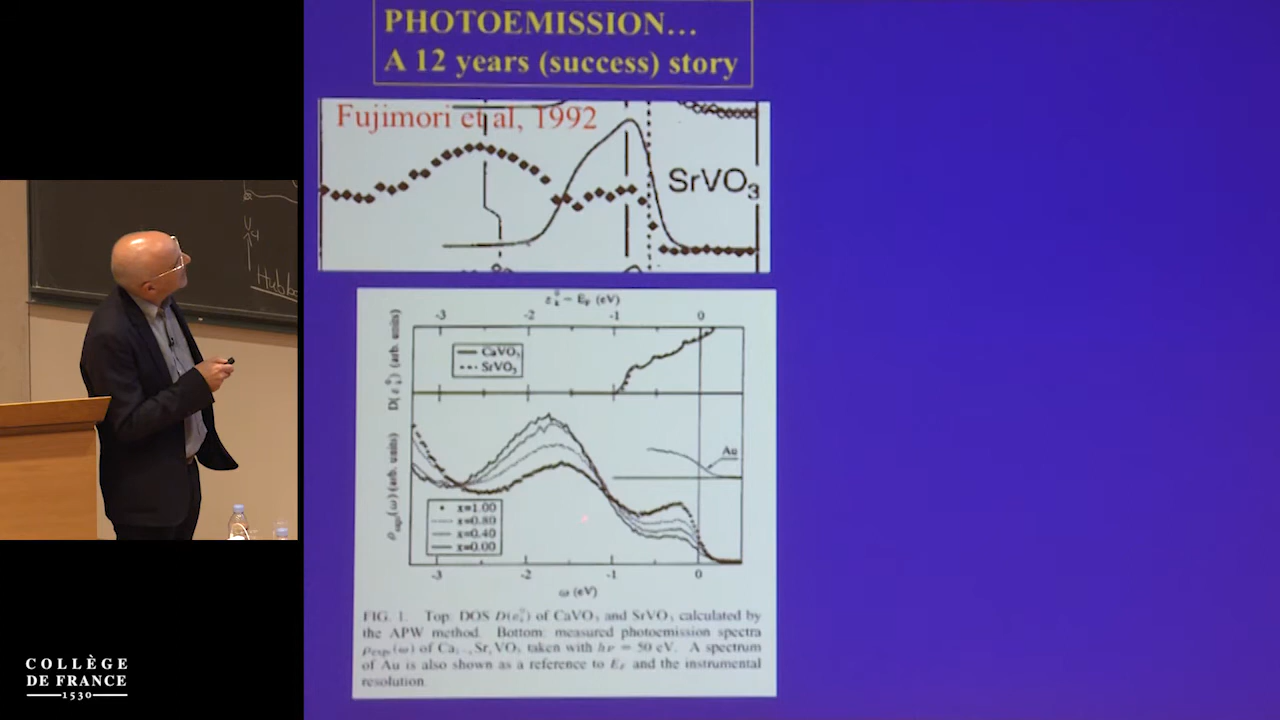 PHOTOEMISSION…
A 12 years (success) story
Fujimori et al, 1992
SrVO3
-3 -2 -1 0
CaVO3
SrVO3
Au
x=1.00
x=0.80
x=0.40
x=0.00
-3 -2 -1 0
ω (eV)
FIG. 1. Top: DOS of CaVO3 and SrVO3 calculated by
the APW method. Bottom: measured photoemission spectra
taken with hν = 50 eV. A spectrum
of Au is also shown as a reference to EF and the instrumental
resolution.
COLLÈGE
DE FRANCE
1530